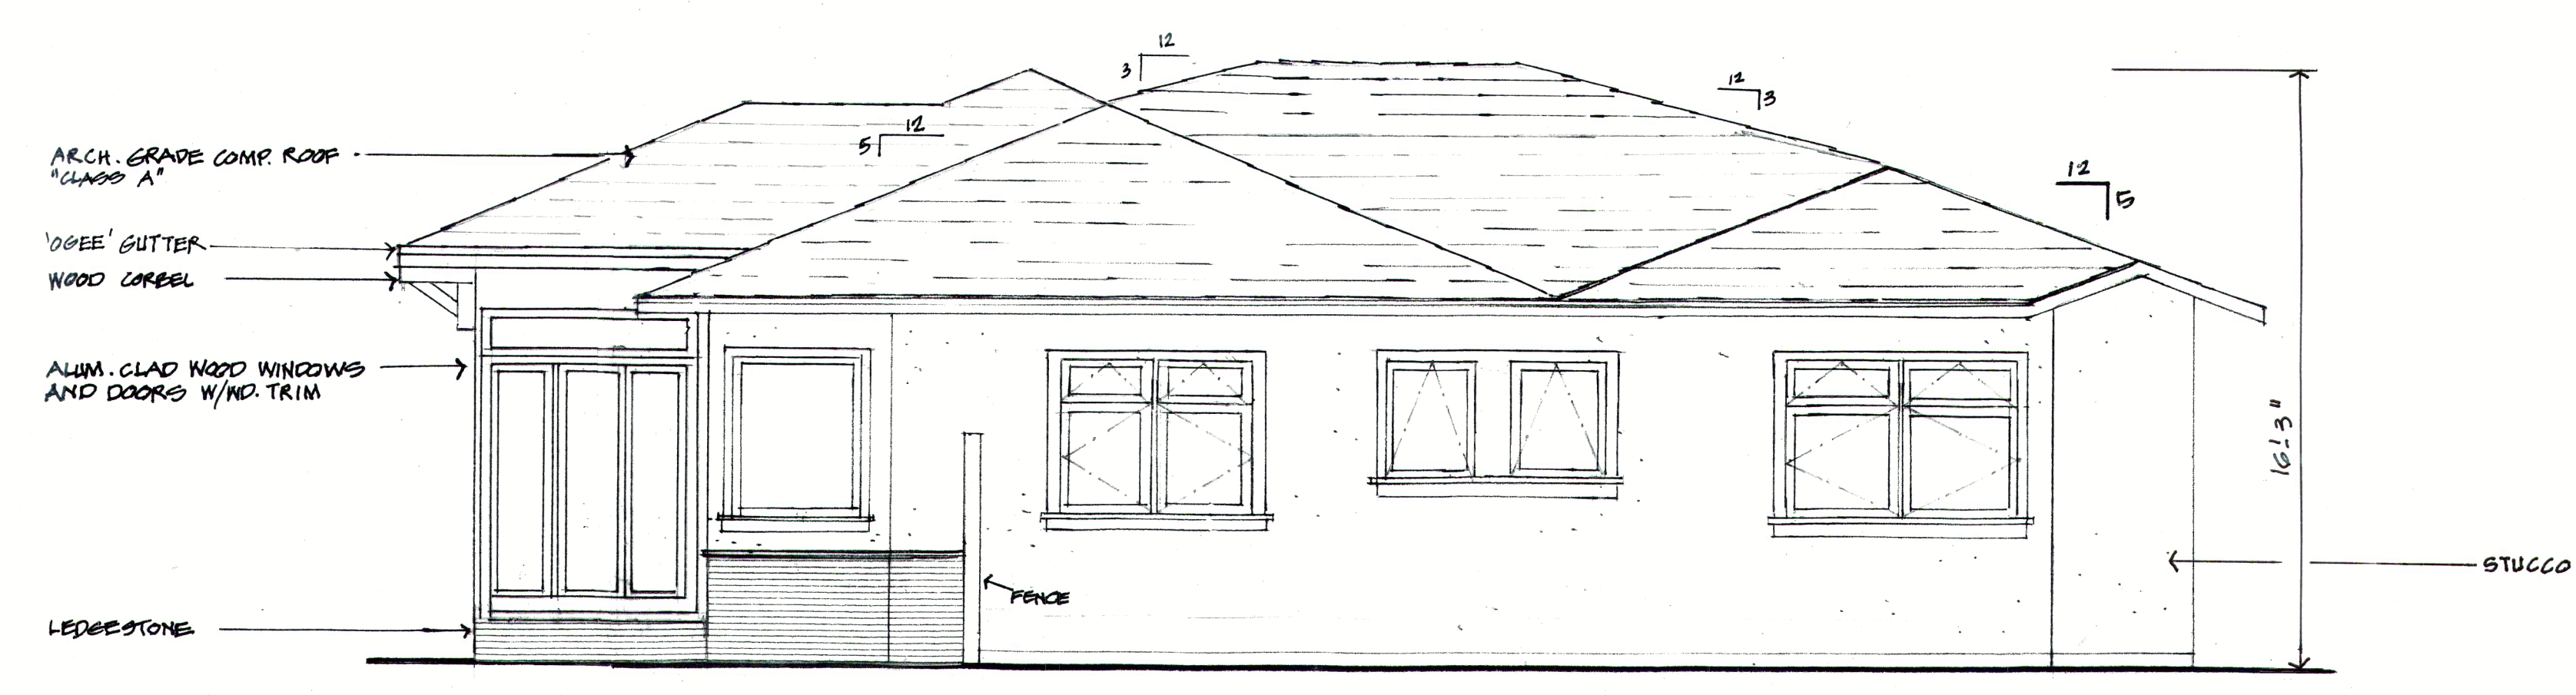 12
3
12
3
12
5
12
5
ARCH. GRADE COMP. ROOF
"CLASS A"
'OGEE' GUTTER
WOOD CORBEL
ALUM. CLAD WOOD WINDOWS
AND DOORS W/WD. TRIM
16'-3"
STUCCO
FENCE
LEDGESTONE